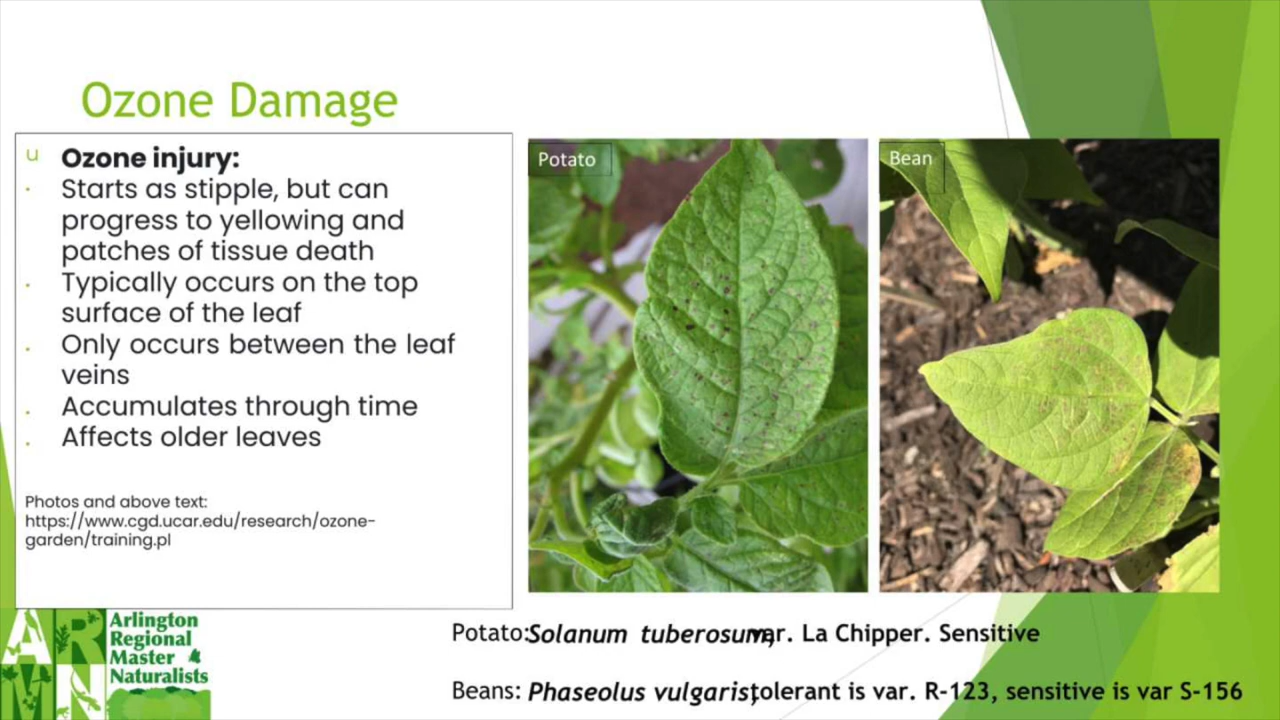 Ozone Damage
u Ozone injury:
· Starts as stipple, but can
progress to yellowing and
patches of tissue death
· Typically occurs on the top
surface of the leaf
· Only occurs between the leaf
veins
· Accumulates through time
· Affects older leaves
Photos and above text:
https://www.cgd.ucar.edu/research/ozone-
garden/training.pl
Potato
Bean
Potato:Solanum tuberosum, var. La Chipper. Sensitive
Beans: Phaseolus vulgaris, tolerant is var. R-123, sensitive is var S-156
AR
MN
Arlington
Regional
Master
Naturalists